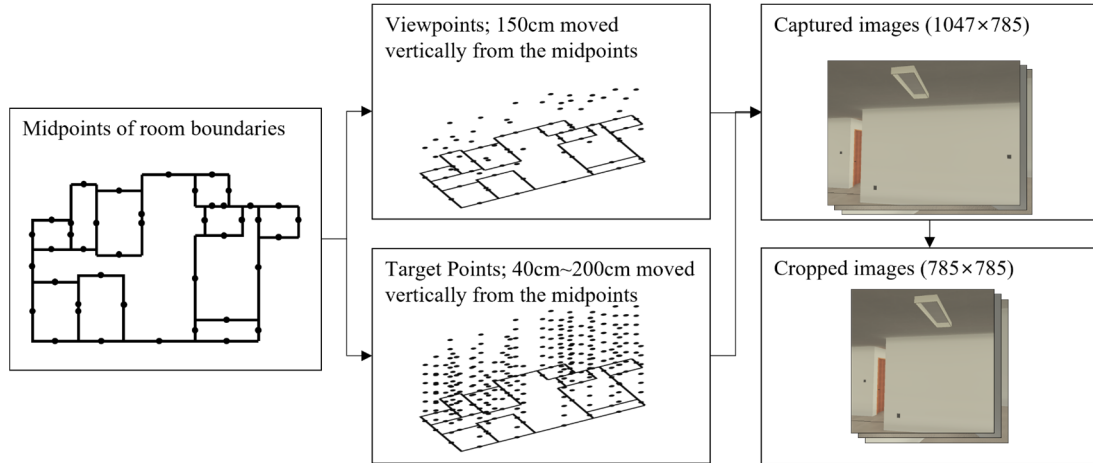 Midpoints of room boundaries
Viewpoints; 150cm moved
vertically from the midpoints
Target Points; 40cm~200cm moved
vertically from the midpoints
Captured images (1047×785)
Cropped images (785×785)